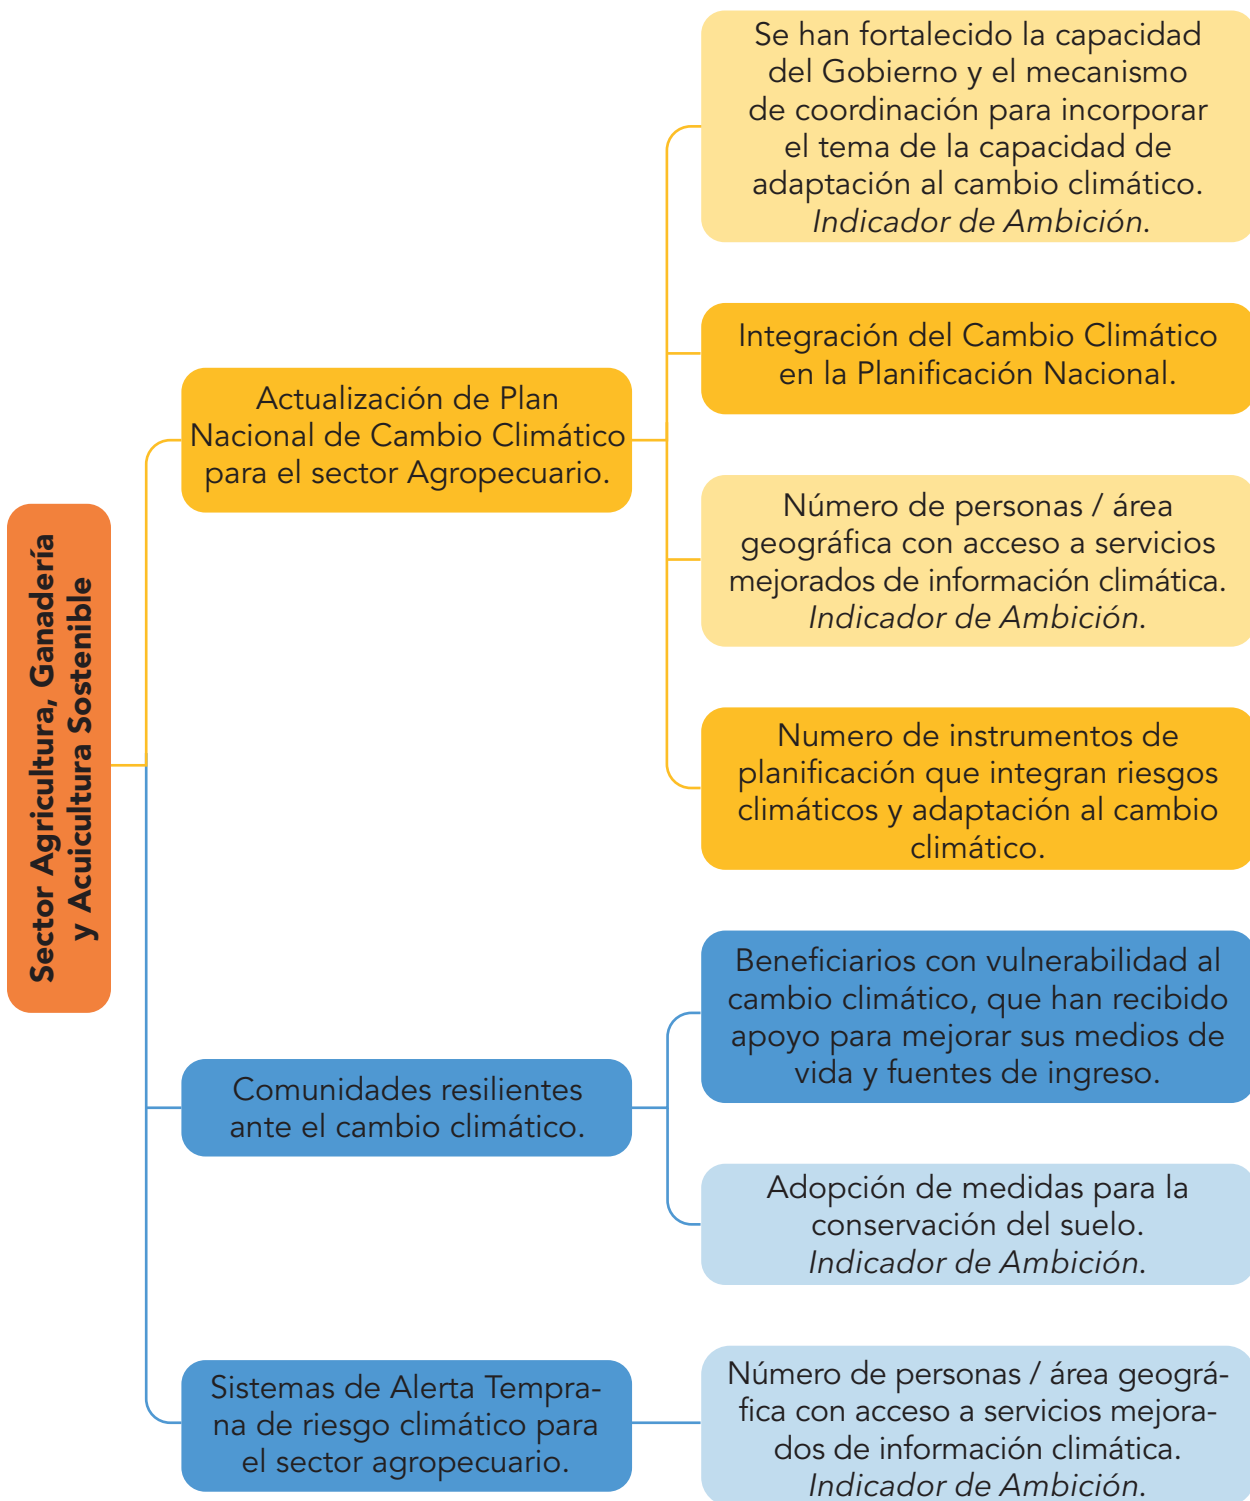 Sector Agricultura, Ganadería
y Acuicultura Sostenible
Actualización de Plan
Nacional de Cambio Climático
para el sector Agropecuario.
Se han fortalecido la capacidad
del Gobierno y el mecanismo
de coordinación para incorporar
el tema de la capacidad de
adaptación al cambio climático.
Indicador de Ambición.
Integración del Cambio Climático
en la Planificación Nacional.
Número de personas / área
geográfica con acceso a servicios
mejorados de información climática.
Indicador de Ambición.
Numero de instrumentos de
planificación que integran riesgos
climáticos y adaptación al cambio
climático.
Comunidades resilientes
ante el cambio climático.
Beneficiarios con vulnerabilidad al
cambio climático, que han recibido
apoyo para mejorar sus medios de
vida y fuentes de ingreso.
Adopción de medidas para la
conservación del suelo.
Indicador de Ambición.
Sistemas de Alerta Tempra-
na de riesgo climático para
el sector agropecuario.
Número de personas / área geográ-
fica con acceso a servicios mejora-
dos de información climática.
Indicador de Ambición.